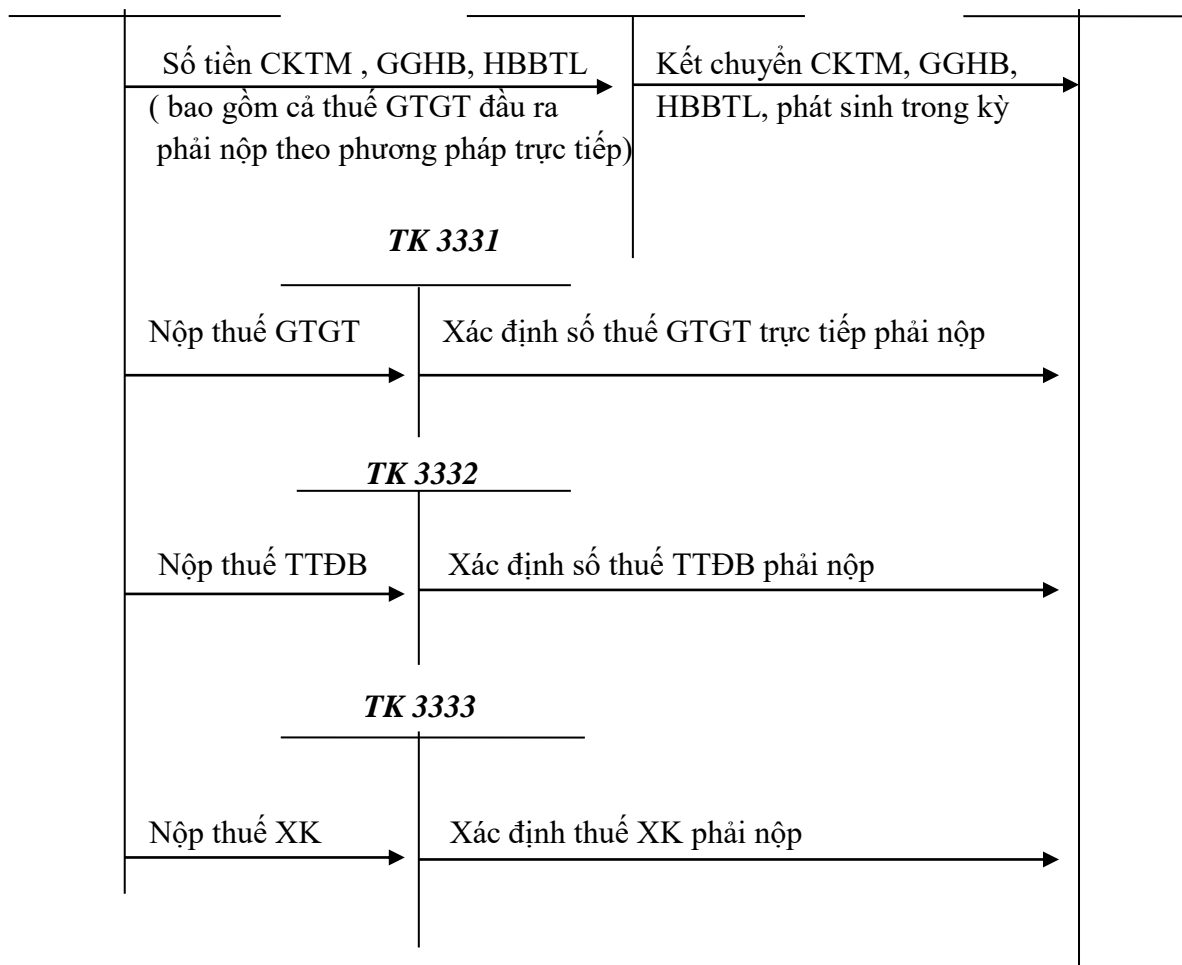 Số tiền CKTM , GGHB, HBBTL
( bao gồm cả thuế GTGT đầu ra
phải nộp theo phương pháp trực tiếp)
Kết chuyển CKTM, GGHB,
HBBTL, phát sinh trong kỳ
TK 3331
Nộp thuế GTGT
Xác định số thuế GTGT trực tiếp phải nộp
TK 3332
Nộp thuế TTĐB
Xác định số thuế TTĐB phải nộp
TK 3333
Nộp thuế XK
Xác định thuế XK phải nộp